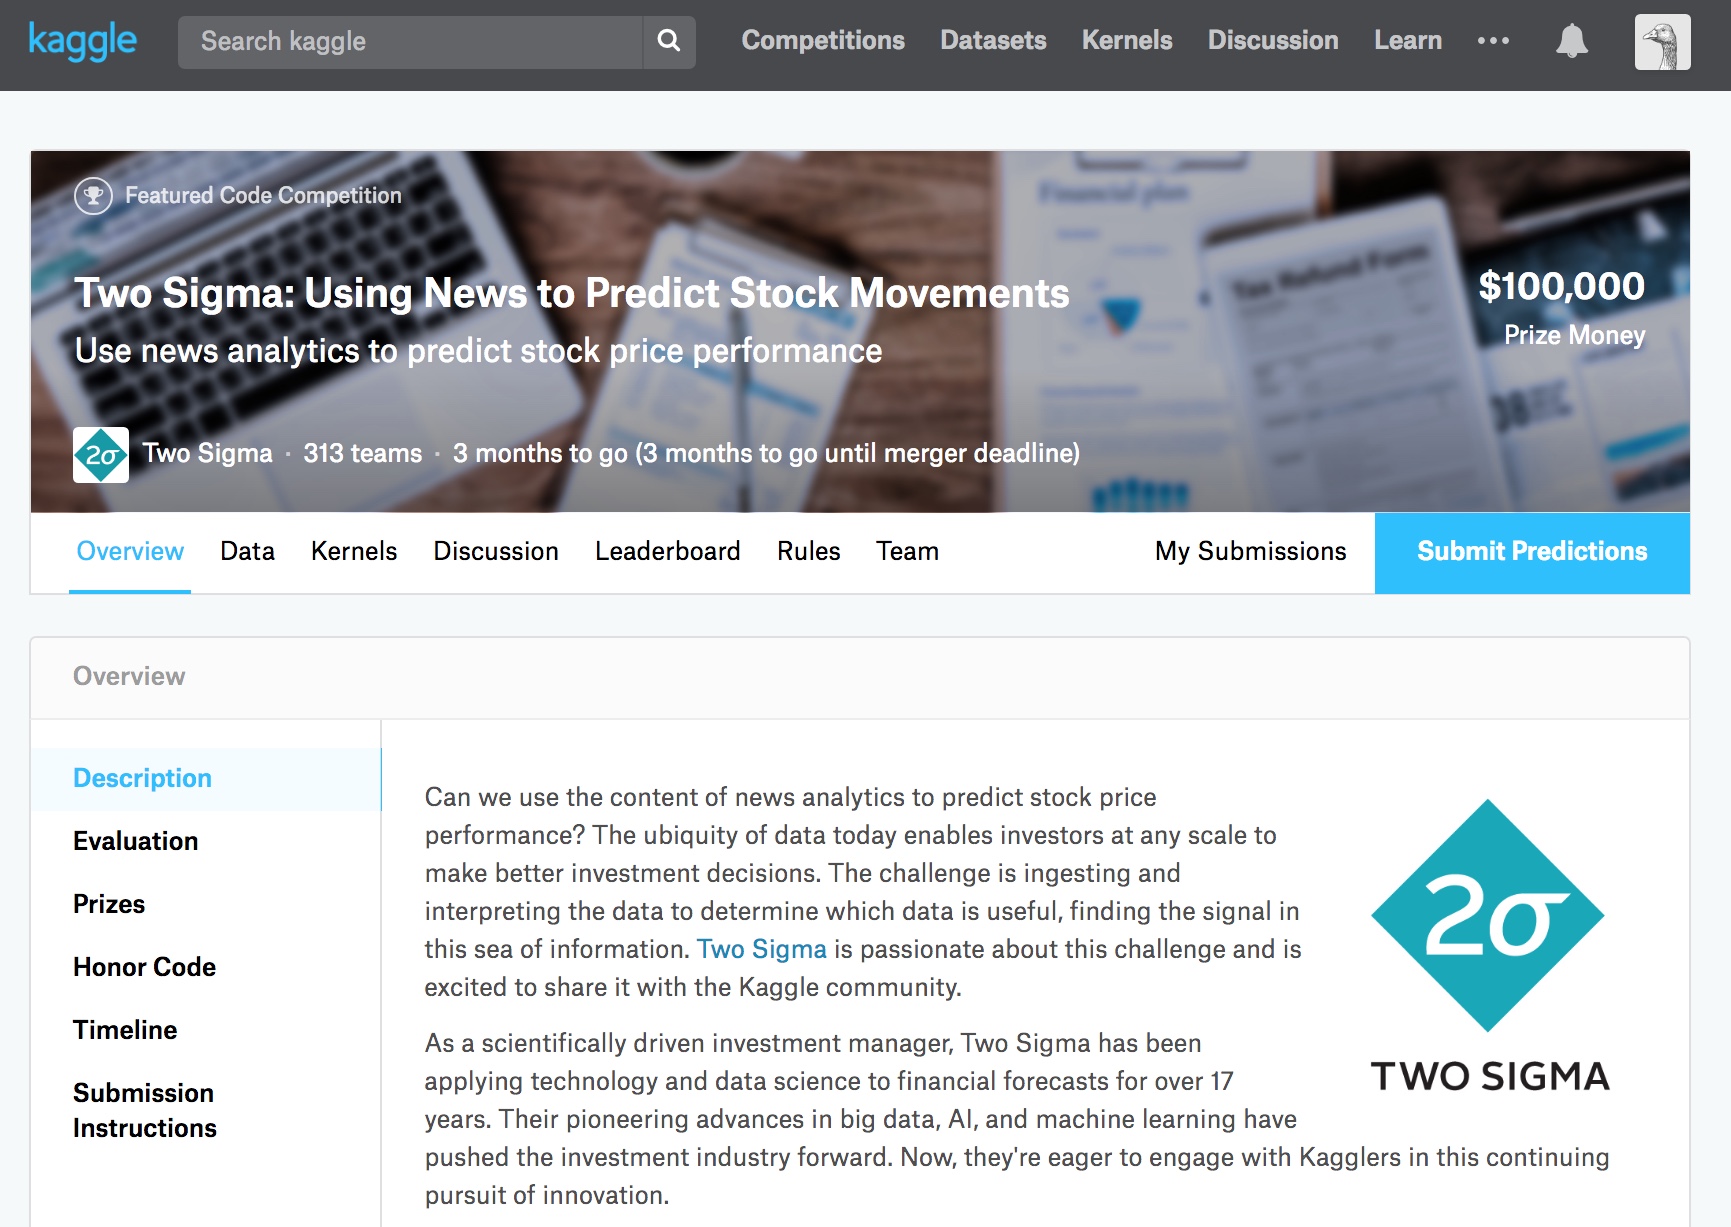 kaggle
Search kaggle
Competitions
Datasets
Kernels
Discussion
Learn
Featured Code Competition
Financial plan
Tax Refund Form
Two Sigma: Using News to Predict Stock Movements
$100,000
Use news analytics to predict stock price performance
Prize Money
2σ
Two Sigma · 313 teams · 3 months to go (3 months to go until merger deadline)
Overview
Data
Kernels
Discussion
Leaderboard
Rules
Team
My Submissions
Submit Predictions
Overview
Description
Evaluation
Prizes
Honor Code
Timeline
Submission
Instructions
Can we use the content of news analytics to predict stock price
performance? The ubiquity of data today enables investors at any scale to
make better investment decisions. The challenge is ingesting and
interpreting the data to determine which data is useful, finding the signal in
this sea of information. Two Sigma is passionate about this challenge and is
excited to share it with the Kaggle community.
2σ
TWO SIGMA
As a scientifically driven investment manager, Two Sigma has been
applying technology and data science to financial forecasts for over 17
years. Their pioneering advances in big data, AI, and machine learning have
pushed the investment industry forward. Now, they're eager to engage with Kagglers in this continuing
pursuit of innovation.